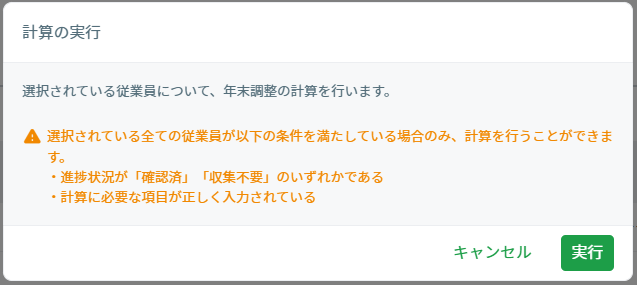 計算の実行
選択されている従業員について、年末調整の計算を行います。
選択されている全ての従業員が以下の条件を満たしている場合のみ、計算を行うことができま
す。
・進捗状況が「確認済」「収集不要」のいずれかである
・計算に必要な項目が正しく入力されている
キャンセル 実行